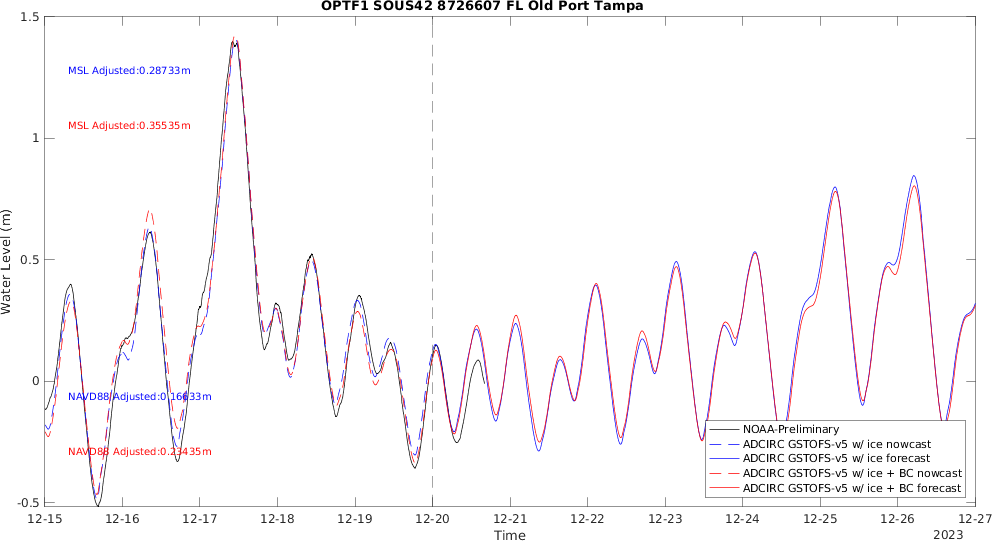 OPTF1 SOUS42 8726607 FL Old Port Tampa
1.5
1
0.5
0
-0.5
Water Level (m)
MSL Adjusted:0.28733m
MSL Adjusted:0.35535m
NAVD88 Adjusted:0.16633m
NAVD88 Adjusted:0.23435m
NOAA-Preliminary
ADCIRC GSTOFS-v5 w/ ice nowcast
ADCIRC GSTOFS-v5 w/ ice forecast
ADCIRC GSTOFS-v5 w/ ice + BC nowcast
ADCIRC GSTOFS-v5 w/ ice + BC forecast
12-15 12-16 12-17 12-18 12-19 12-20 12-21 12-22 12-23 12-24 12-25 12-26 12-27
Time
2023